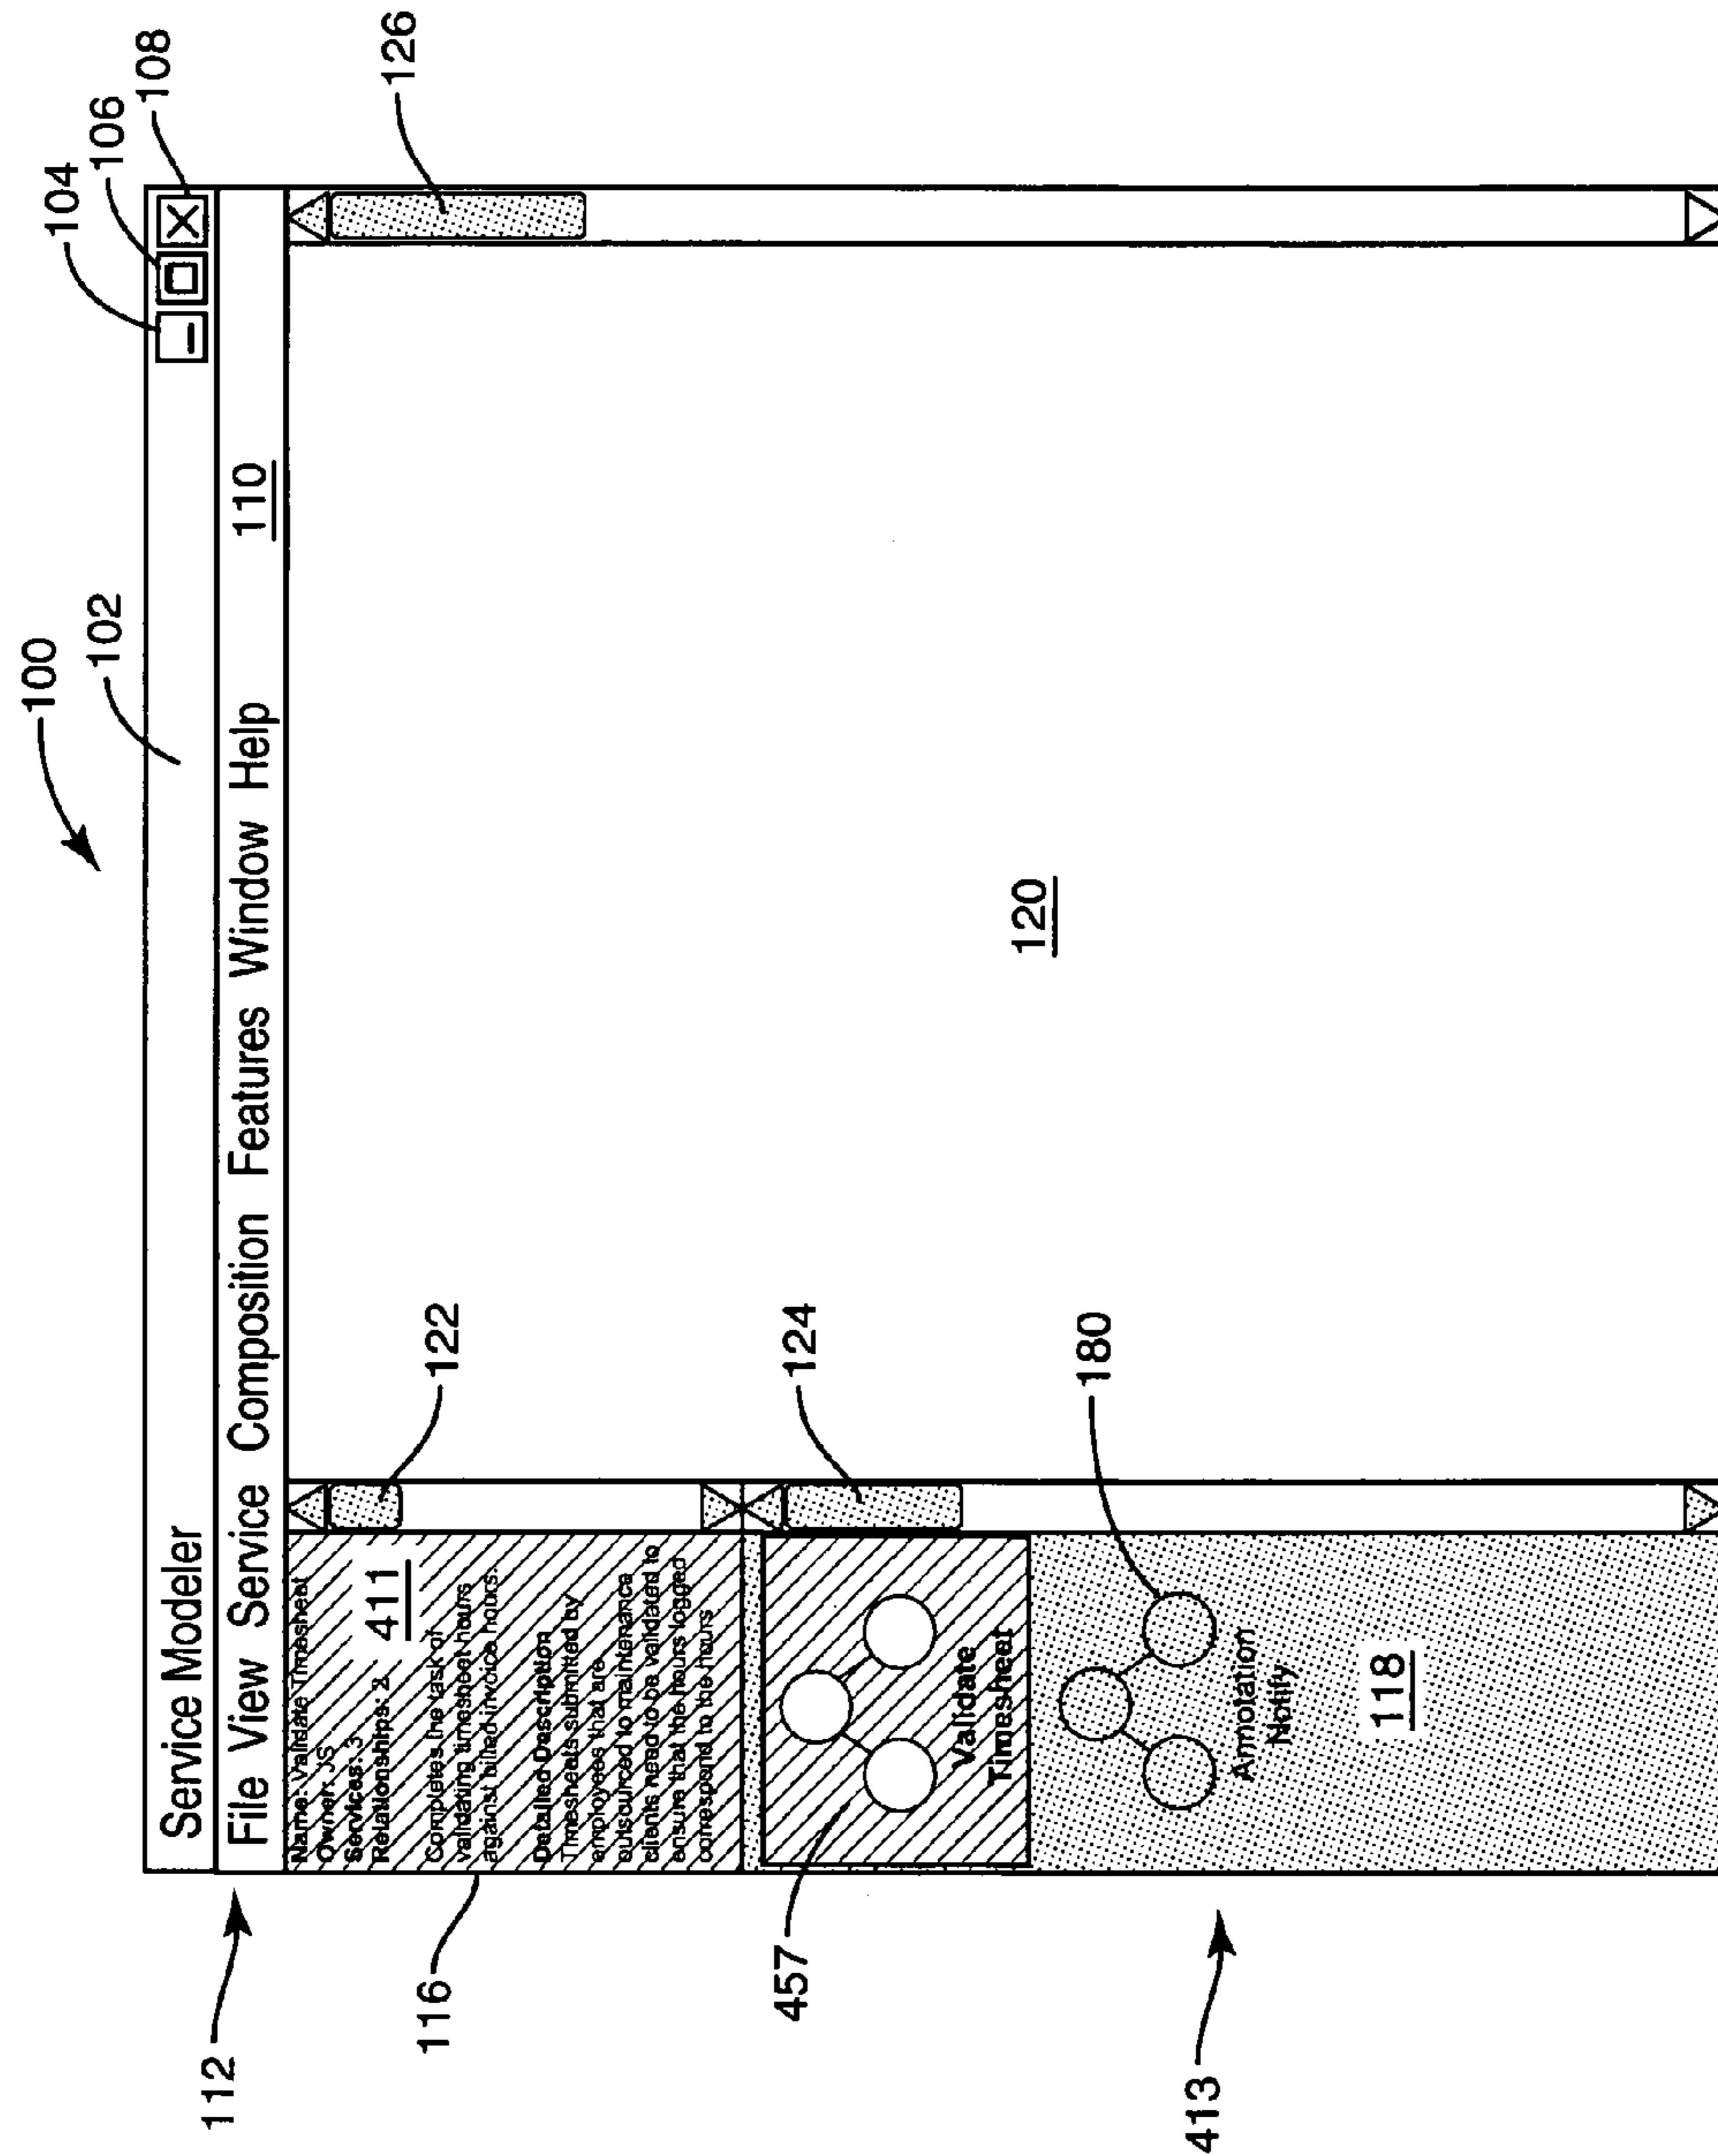 100
102
104
106
108
Service Modeler
112
File View Service Composition Features Window Help
110
126
Name: Validate Timesheet
Owner: JS
Services: 3
Relationships: 2
411
Completes the task of
validating timesheet hours
against billed invoice hours.
Detailed Description
Timesheets submitted by
employees that are
outsourced to maintenance
clients need to be validated to
ensure that the hours logged
correspond to the hours
116
122
124
457
Validate
Timesheet
120
180
Annotation
Notify
413
118